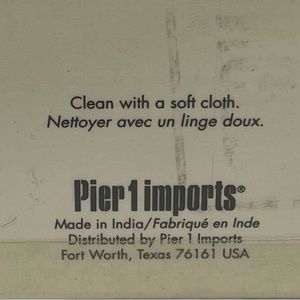 Clean with a soft cloth.
Nettoyer avec un linge doux.
Pier 1 imports®
Made in India/Fabriqué en Inde
Distributed by Pier 1 Imports
Fort Worth, Texas 76161 USA